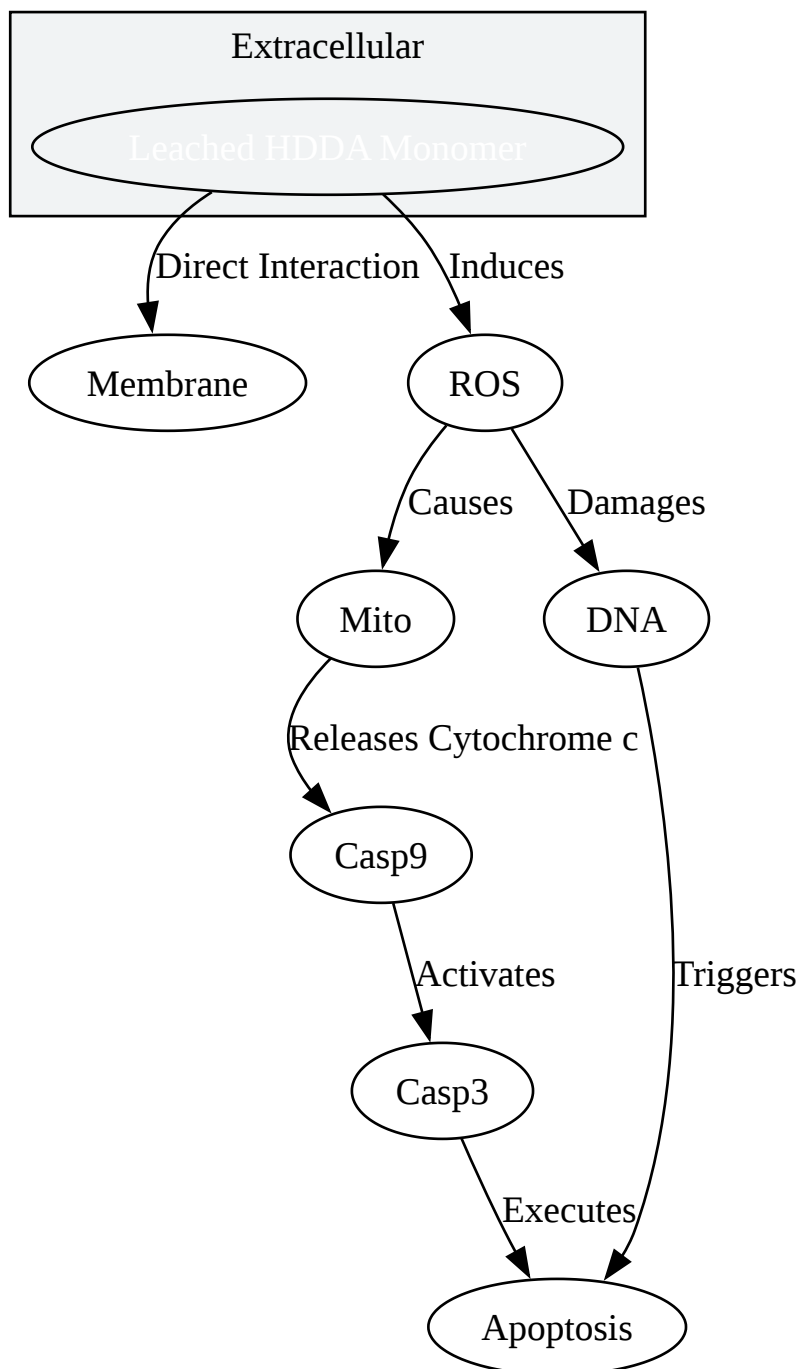 Extracellular
Leached HDDA Monomer
Direct Interaction
Induces
Membrane
ROS
Causes
Damages
Mito
DNA
Releases Cytochrome c
Casp9
Activates
Triggers
Casp3
Executes
Apoptosis